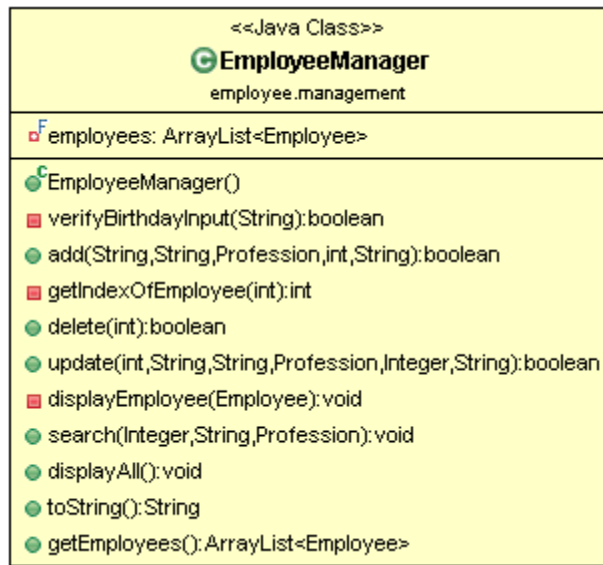 <<Java Class>>
C EmployeeManager
employee.management
F employees: ArrayList<Employee>
C EmployeeManager()
verifyBirthdayInput(String):boolean
add(String,String,Profession,int,String):boolean
getIndexOfEmployee(int):int
delete(int):boolean
update(int,String,String,Profession,Integer,String):boolean
displayEmployee(Employee):void
search(Integer,String,Profession):void
displayAll():void
toString():String
getEmployees():ArrayList<Employee>